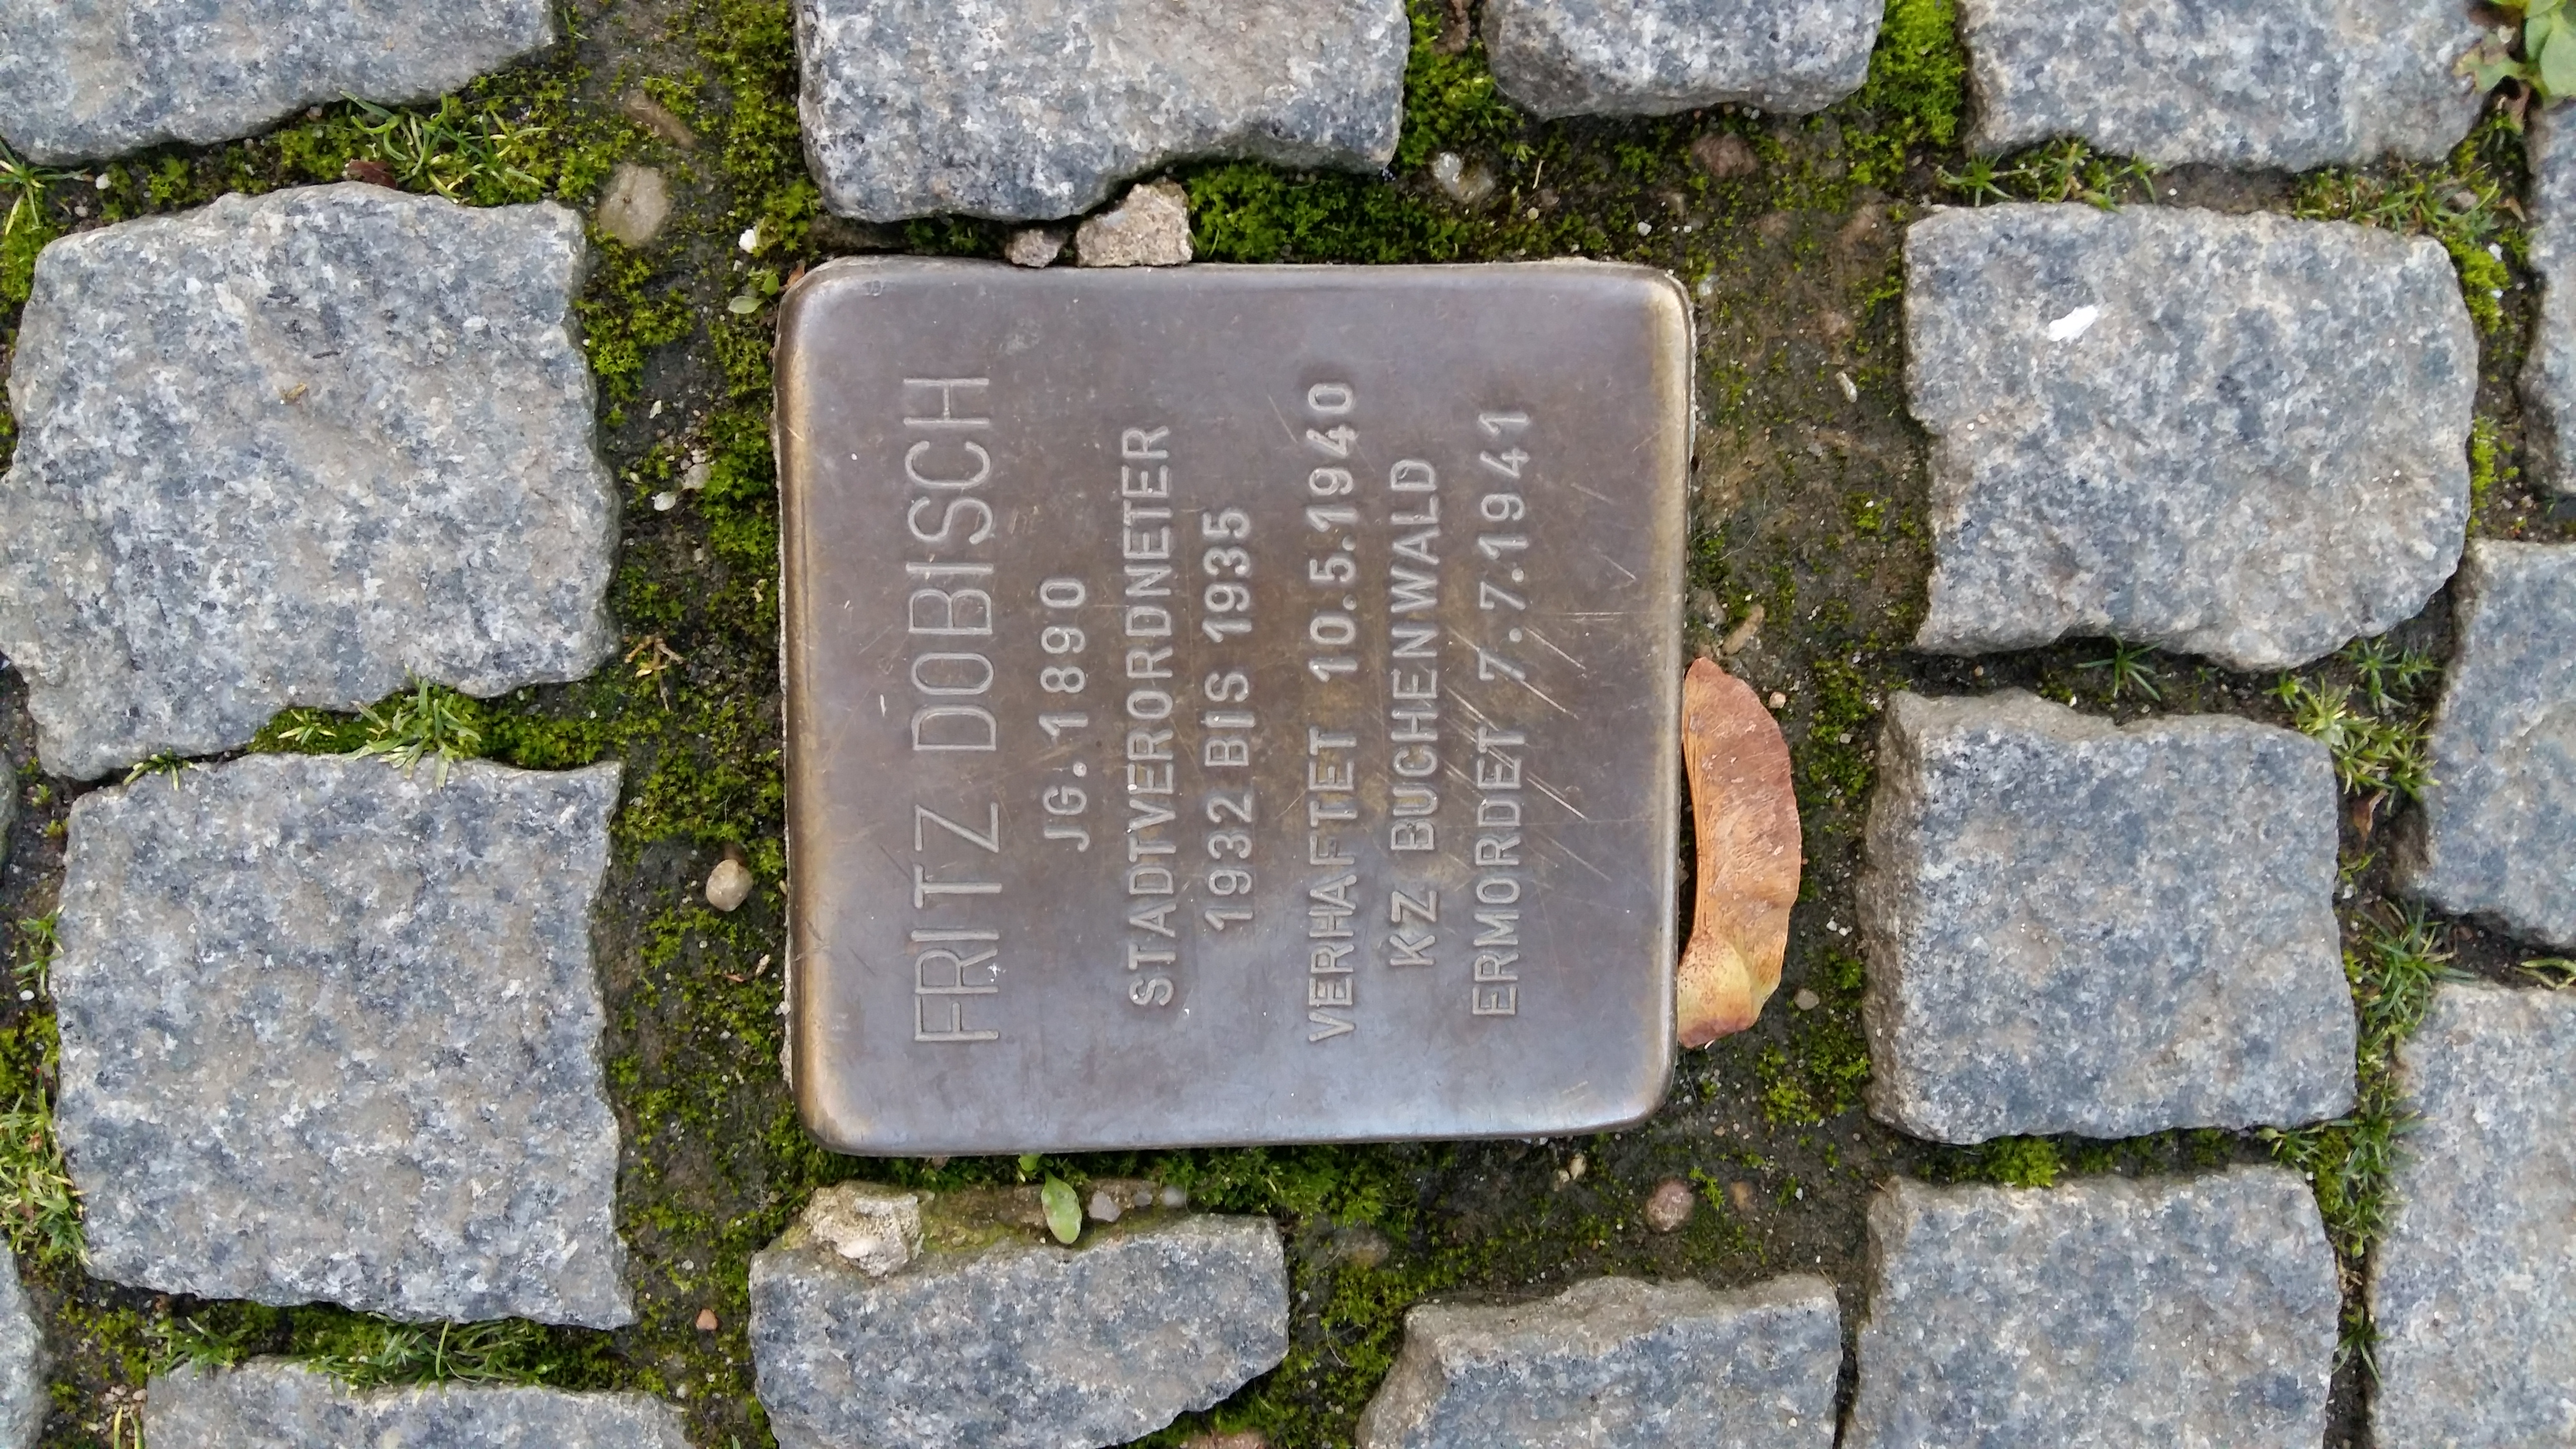 FRITZ DOBISCH
JG. 1890
STADTVERORDNETER
1932 BIS 1935
VERHAFTET 10.5.1940
KZ BUCHENWALD
ERMORDET 7.7.1941